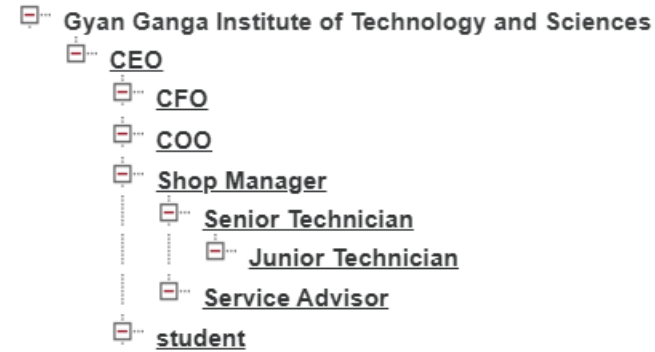 Gyan Ganga Institute of Technology and Sciences
CEO
CFO
COO
Shop Manager
Senior Technician
Junior Technician
Service Advisor
student